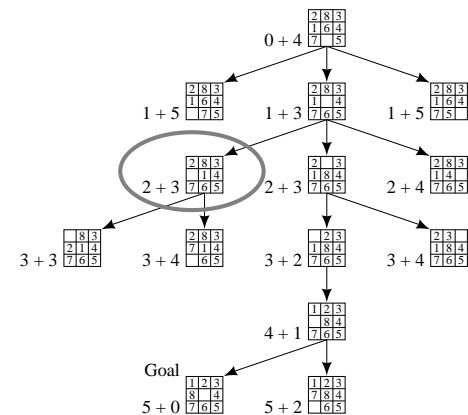 2 8 3
1 6 4
0 + 4 7 5
2 8 3 2 8 3 2 8 3
1 6 4 1 4 1 6 4
1 + 5 7 5 1 + 3 7 6 5 1 + 5 7 5
2 8 3 2 3 2 8 3
1 4 1 8 4 1 4
2 + 3 7 6 5 2 + 3 7 6 5 2 + 4 7 6 5
8 3 2 8 3 2 3 2 3
2 1 4 7 1 4 1 8 4 1 8 4
3 + 3 7 6 5 3 + 4 6 5 3 + 2 7 6 5 3 + 4 7 6 5
1 2 3
8 4
4 + 1 7 6 5
Goal
1 2 3 1 2 3
8 4 7 8 4
5 + 0 7 6 5 5 + 2 6 5